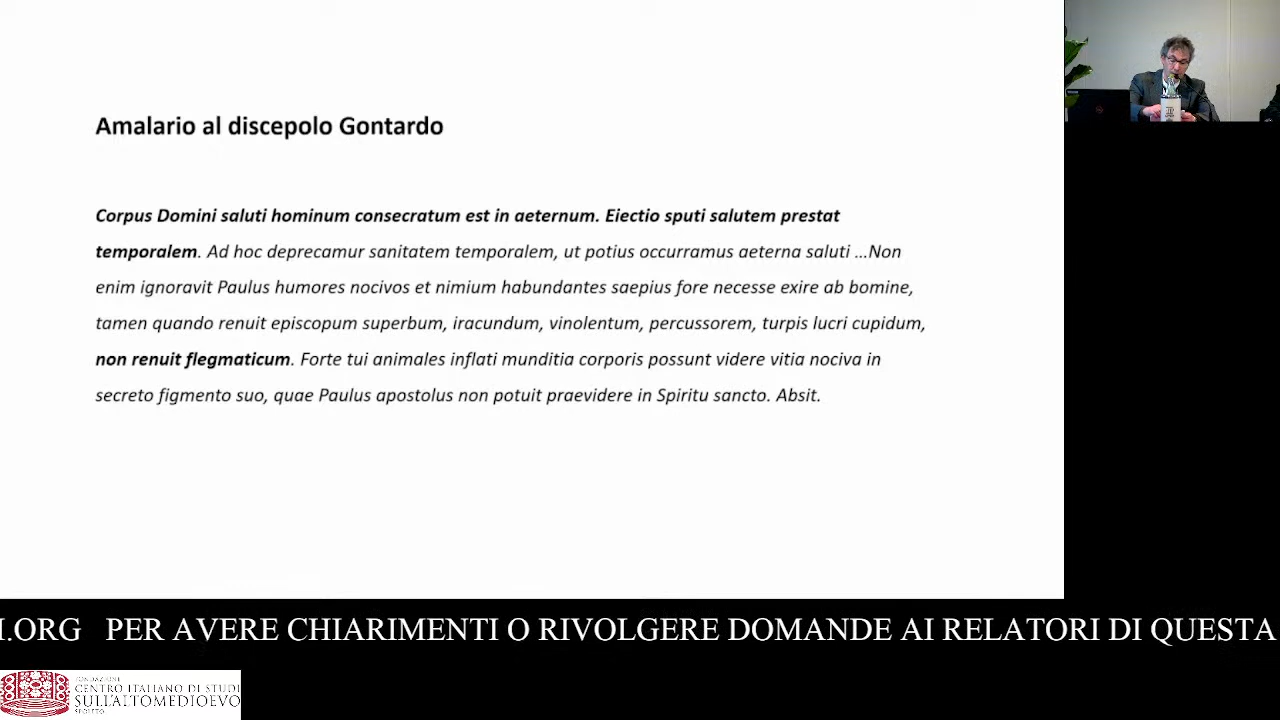 Amalario al discepolo Gontardo
Corpus Domini saluti hominum consecratum est in aeternum. Eiectio sputi salutem prestat
temporalem. Ad hoc deprecamur sanitatem temporalem, ut potius occurramus aeterna saluti ...Non
enim ignoravit Paulus humores nocivos et nimium habundantes saepius fore necesse exire ab bomine,
tamen quando renuit episcopum superbum, iracundum, vinolentum, percussorem, turpis lucri cupidum,
non renuit flegmaticum. Forte tui animales inflati munditia corporis possunt videre vitia nociva in
secreto figmento suo, quae Paulus apostolus non potuit praevidere in Spiritu sancto. Absit.
I.ORG PER AVERE CHIARIMENTI O RIVOLGERE DOMANDE AI RELATORI DI QUESTA
FONDAZIONE
CENTRO ITALIANO DI STUDI
SULL'ALTOMEDIOEVO
SPOLETO